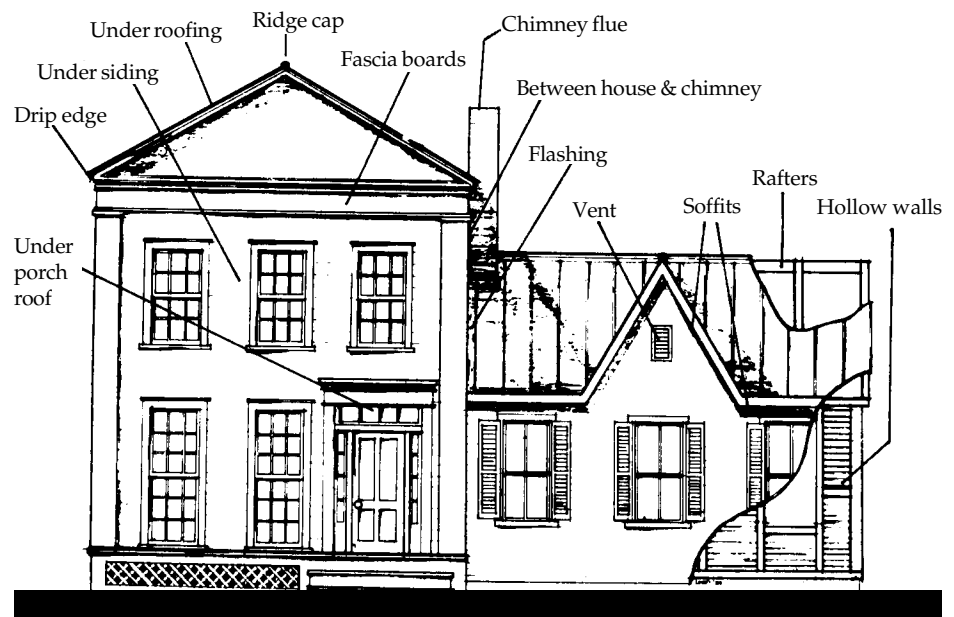 Ridge cap
Chimney flue
Under roofing
Fascia boards
Under siding
Between house & chimney
Drip edge
Flashing
Rafters
Vent
Soffits
Hollow walls
Under
porch
roof